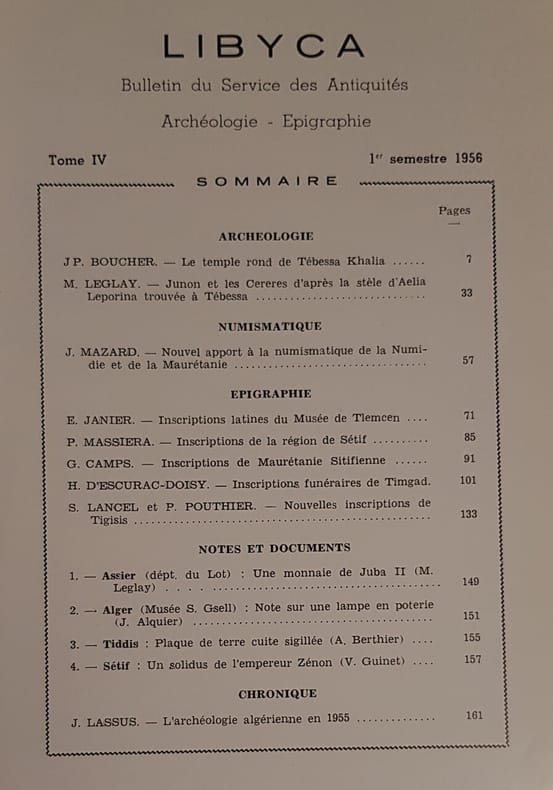 LIBYCA
Bulletin du Service des Antiquités
Archéologie - Epigraphie
Tome IV 1er semestre 1956
SOMMAIRE
Pages
ARCHEOLOGIE
J P. BOUCHER. — Le temple rond de Tébessa Khalia ...... 7
M. LEGLAY. — Junon et les Cereres d'après la stèle d'Aelia
Leporina trouvée à Tébessa .............................. 33
NUMISMATIQUE
J. MAZARD. — Nouvel apport à la numismatique de la Numi-
die et de la Maurétanie .................................. 57
EPIGRAPHIE
E. JANIER. — Inscriptions latines du Musée de Tlemcen .... 71
P. MASSIERA. — Inscriptions de la région de Sétif .......... 85
G. CAMPS. — Inscriptions de Maurétanie Sitifienne ...... 91
H. D'ESCURAC-DOISY. — Inscriptions funéraires de Timgad. 101
S. LANCEL et P. POUTHIER. — Nouvelles inscriptions de
Tigisis .................................................... 133
NOTES ET DOCUMENTS
1. — Assier (dépt. du Lot) : Une monnaie de Juba II (M.
Leglay) . . . ........................................... 149
2. — Alger (Musée S. Gsell) : Note sur une lampe en poterie
(J. Alquier) .......................................... 151
3. — Tiddis : Plaque de terre cuite sigillée (A. Berthier) .... 155
4. — Sétif : Un solidus de l'empereur Zénon (V. Guinet) .... 157
CHRONIQUE
J. LASSUS. — L'archéologie algérienne en 1955 .............. 161